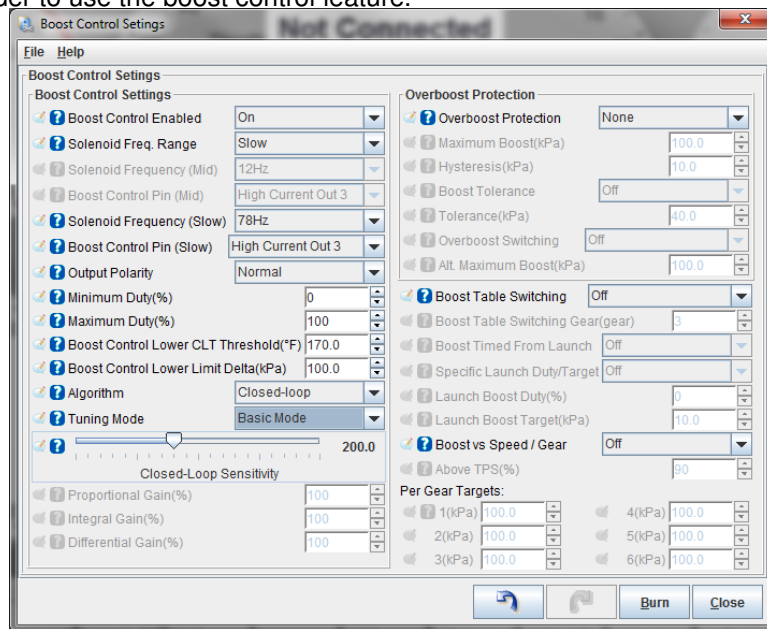 der to use the boost control feature.
Boost Control Setings
Not Connected
File Help
Boost Control Setings
Boost Control Settings
Boost Control Enabled On
Solenoid Freq. Range Slow
Solenoid Frequency (Mid) 12Hz
Boost Control Pin (Mid) High Current Out 3
Solenoid Frequency (Slow) 78Hz
Boost Control Pin (Slow) High Current Out 3
Output Polarity Normal
Minimum Duty(%) 0
Maximum Duty(%) 100
Boost Control Lower CLT Threshold(°F) 170.0
Boost Control Lower Limit Delta(kPa) 100.0
Algorithm Closed-loop
Tuning Mode Basic Mode
200.0
Closed-Loop Sensitivity
Proportional Gain(%) 100
Integral Gain(%) 100
Differential Gain(%) 100
Overboost Protection
Overboost Protection None
Maximum Boost(kPa) 100.0
Hysteresis(kPa) 10.0
Boost Tolerance Off
Tolerance(kPa) 40.0
Overboost Switching Off
Alt. Maximum Boost(kPa) 100.0
Boost Table Switching Off
Boost Table Switching Gear(gear) 3
Boost Timed From Launch Off
Specific Launch Duty/Target Off
Launch Boost Duty(%) 0
Launch Boost Target(kPa) 10.0
Boost vs Speed / Gear Off
Above TPS(%) 90
Per Gear Targets:
1(kPa) 100.0 4(kPa) 100.0
2(kPa) 100.0 5(kPa) 100.0
3(kPa) 100.0 6(kPa) 100.0
Burn Close